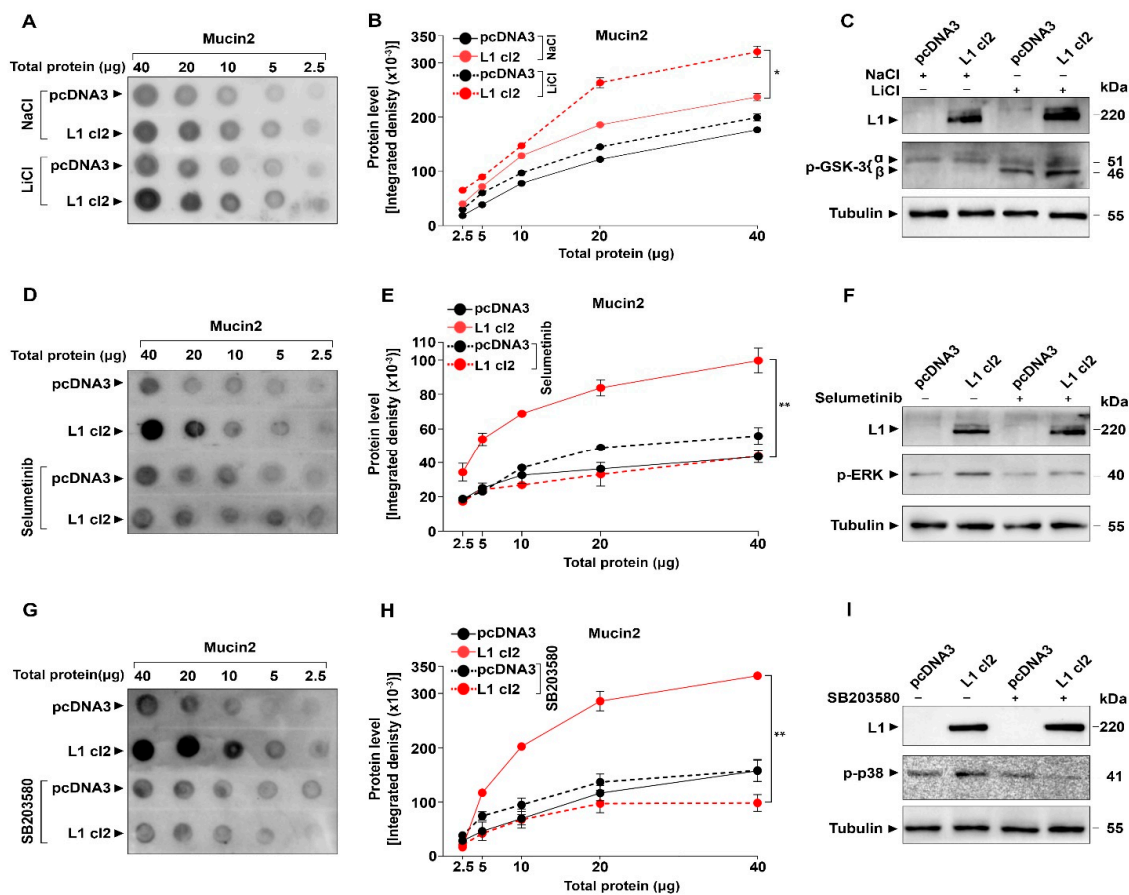 A
Mucin2
Total protein (µg)
40 20 10 5 2.5
NaCl
pcDNA3
L1 cl2
LiCl
pcDNA3
L1 cl2
B
Mucin2
pcDNA3
L1 cl2
NaCl
pcDNA3
L1 cl2
LiCl
Protein level
[Integrated denisty (x10⁻³)]
350
300
200
100
0
*
2.5 5 10 20 40
Total protein (µg)
C
pcDNA3 L1 cl2 pcDNA3 L1 cl2
NaCl + + – –
LiCl – – + +
kDa
L1 220
p-GSK-3{ α 51
β 46
Tubulin 55
D
Mucin2
Total protein (µg)
40 20 10 5 2.5
pcDNA3
L1 cl2
Selumetinib
pcDNA3
L1 cl2
E
Mucin2
pcDNA3
L1 cl2
pcDNA3
L1 cl2
Selumetinib
Protein level
[Integrated denisty (x10⁻³)]
110
100
80
60
40
20
0
**
2.5 5 10 20 40
Total protein (µg)
F
pcDNA3 L1 cl2 pcDNA3 L1 cl2
Selumetinib – – + +
kDa
L1 220
p-ERK 40
Tubulin 55
G
Mucin2
Total protein(µg)
40 20 10 5 2.5
pcDNA3
L1 cl2
SB203580
pcDNA3
L1 cl2
H
Mucin2
pcDNA3
L1 cl2
pcDNA3
L1 cl2
SB203580
Protein level
[Integrated denisty (x10⁻³)]
350
300
200
100
0
**
2.5 5 10 20 40
Total protein (µg)
I
pcDNA3 L1 cl2 pcDNA3 L1 cl2
SB203580 – – + +
kDa
L1 220
p-p38 41
Tubulin 55